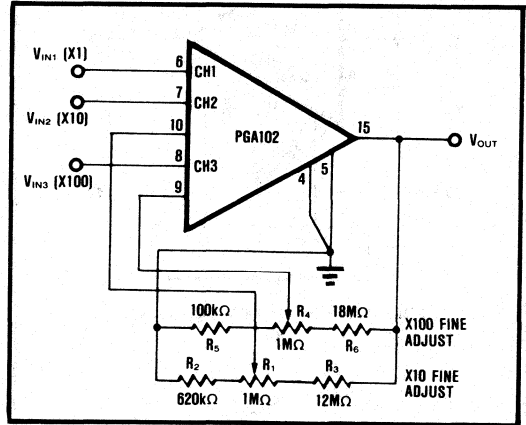 VIN1 (X1)
6
CH1
7
CH2
VIN2 (X10)
10
PGA102
15
VOUT
8
CH3
VIN3 (X100)
9
4
5
100kΩ
R4
18MΩ
X100 FINE
ADJUST
R5
1MΩ
R6
R2
R1
R3
X10 FINE
ADJUST
620kΩ
1MΩ
12MΩ